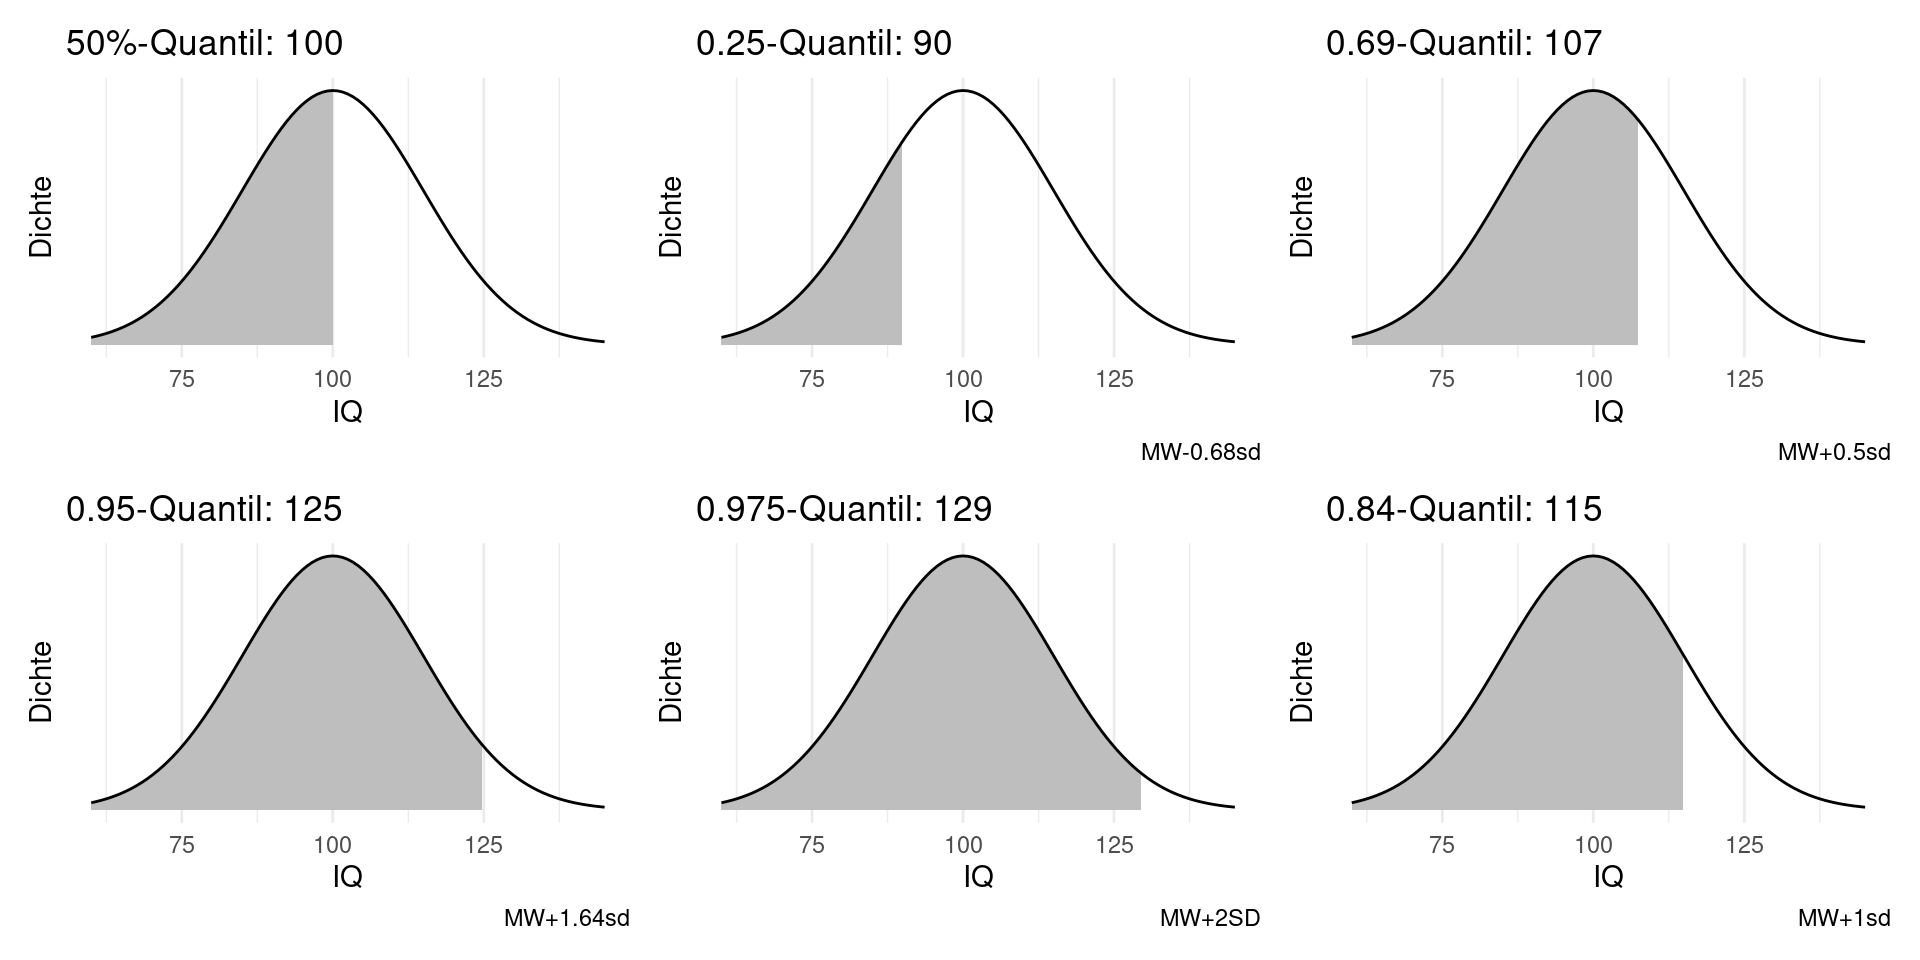 50%-Quantil: 100
Dichte
75 100 125
IQ
0.25-Quantil: 90
Dichte
75 100 125
IQ
MW-0.68sd
0.69-Quantil: 107
Dichte
75 100 125
IQ
MW+0.5sd
0.95-Quantil: 125
Dichte
75 100 125
IQ
MW+1.64sd
0.975-Quantil: 129
Dichte
75 100 125
IQ
MW+2SD
0.84-Quantil: 115
Dichte
75 100 125
IQ
MW+1sd